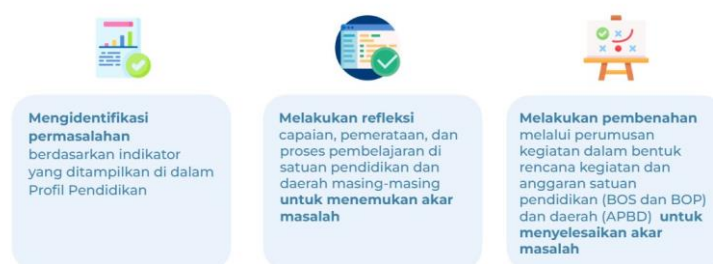 Mengidentifikasi
permasalahan
berdasarkan indikator
yang ditampilkan di dalam
Profil Pendidikan
Melakukan refleksi
capaian, pemerataan, dan
proses pembelajaran di
satuan pendidikan dan
daerah masing-masing
untuk menemukan akar
masalah
Melakukan pembenahan
melalui perumusan
kegiatan dalam bentuk
rencana kegiatan dan
anggaran satuan
pendidikan (BOS dan BOP)
dan daerah (APBD) untuk
menyelesaikan akar
masalah